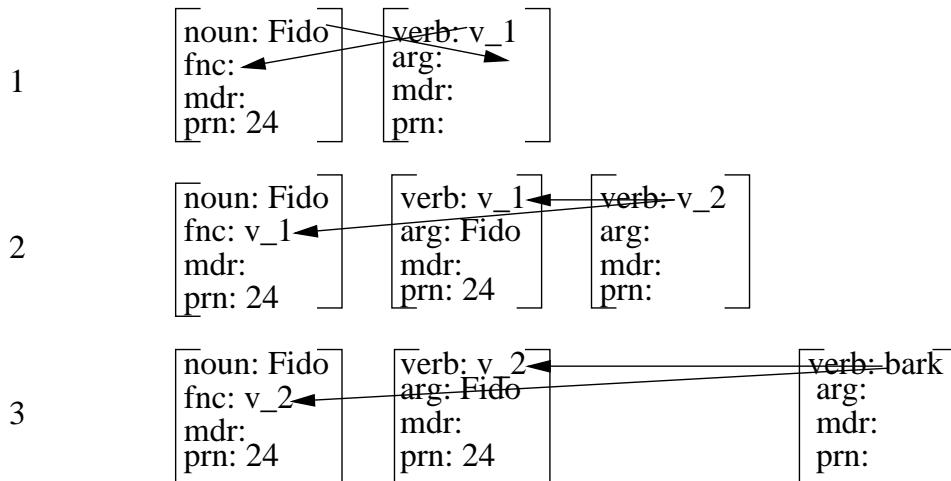 noun: Fido
fnc:
mdr:
prn: 24
verb: v_1
arg:
mdr:
prn:
1
noun: Fido
fnc: v_1
mdr:
prn: 24
verb: v_1
arg: Fido
mdr:
prn: 24
verb: v_2
arg:
mdr:
prn:
2
noun: Fido
fnc: v_2
mdr:
prn: 24
verb: v_2
arg: Fido
mdr:
prn: 24
verb: bark
arg:
mdr:
prn:
3